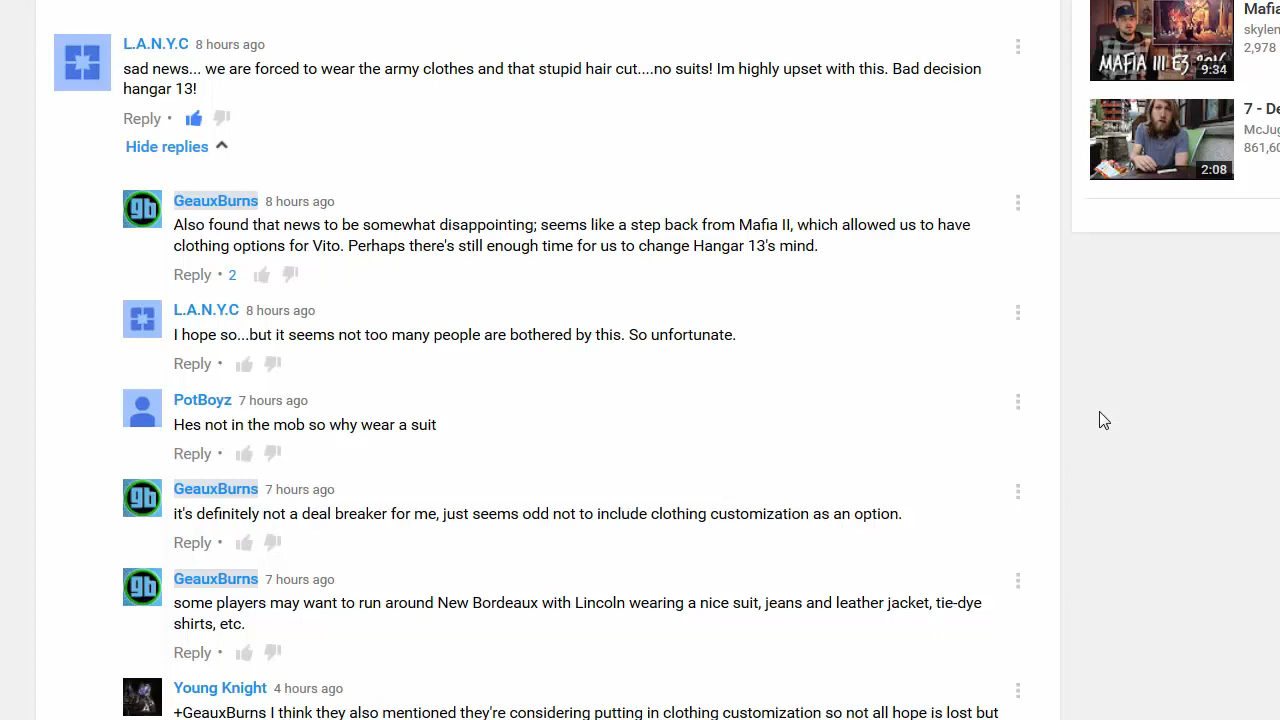 L.A.N.Y.C 8 hours ago
sad news... we are forced to wear the army clothes and that stupid hair cut....no suits! Im highly upset with this. Bad decision
hangar 13!
Reply •
Hide replies
gb
GeauxBurns 8 hours ago
Also found that news to be somewhat disappointing; seems like a step back from Mafia II, which allowed us to have
clothing options for Vito. Perhaps there's still enough time for us to change Hangar 13's mind.
Reply • 2
L.A.N.Y.C 8 hours ago
I hope so...but it seems not too many people are bothered by this. So unfortunate.
Reply •
PotBoyz 7 hours ago
Hes not in the mob so why wear a suit
Reply •
gb
GeauxBurns 7 hours ago
it's definitely not a deal breaker for me, just seems odd not to include clothing customization as an option.
Reply •
gb
GeauxBurns 7 hours ago
some players may want to run around New Bordeaux with Lincoln wearing a nice suit, jeans and leather jacket, tie-dye
shirts, etc.
Reply •
Young Knight 4 hours ago
+GeauxBurns I think they also mentioned they're considering putting in clothing customization so not all hope is lost but
MAFIA III E3
9:34
Mafia
skylen
2,978
2:08
7 - De
McJug
861,60